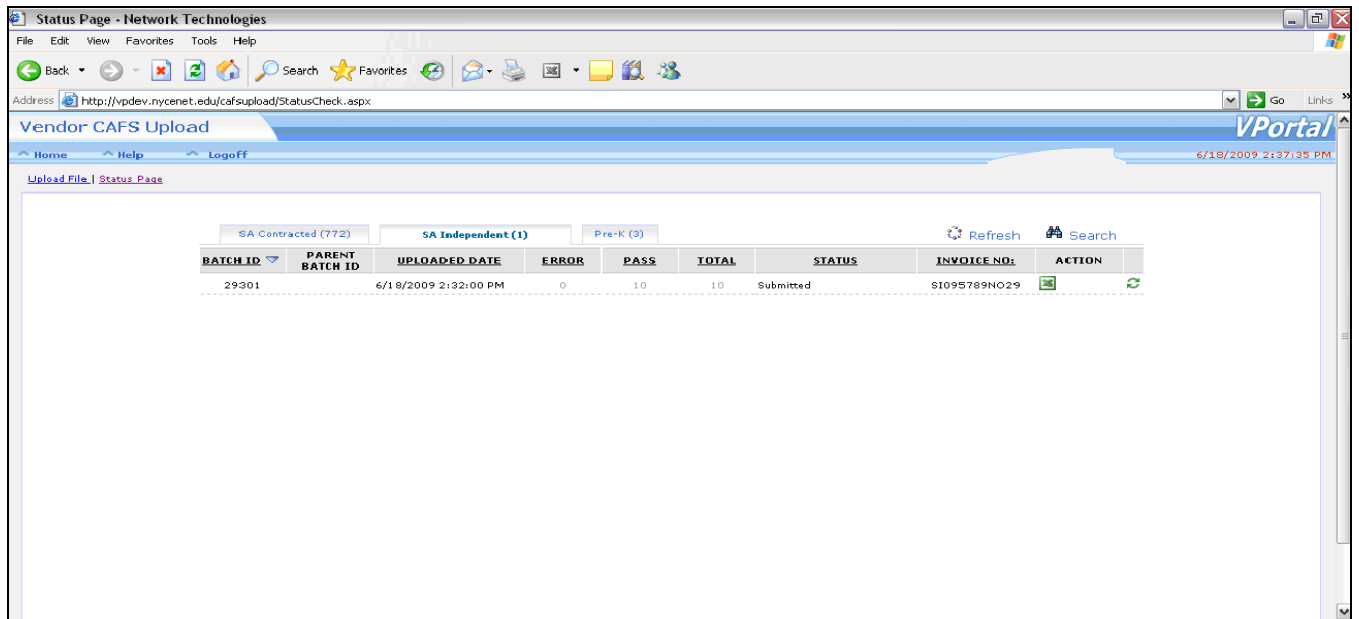 Status Page - Network Technologies
File Edit View Favorites Tools Help
Back Search Favorites
Address http://vpdev.nycenet.edu/cafsupload/StatusCheck.aspx Go Links »
Vendor CAFS Upload VPortal
Home Help Logoff 6/18/2009 2:37:35 PM
Upload File | Status Page
SA Contracted (772) SA Independent (1) Pre-K (3) Refresh Search
BATCH ID PARENT BATCH ID UPLOADED DATE ERROR PASS TOTAL STATUS INVOICE NO: ACTION
29301 6/18/2009 2:32:00 PM 0 10 10 Submitted SI095789NO29